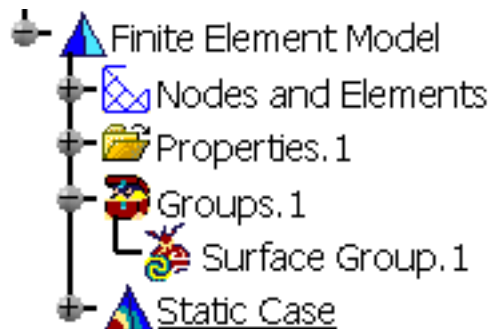 Finite Element Model
Nodes and Elements
Properties.1
Groups.1
Surface Group.1
Static Case